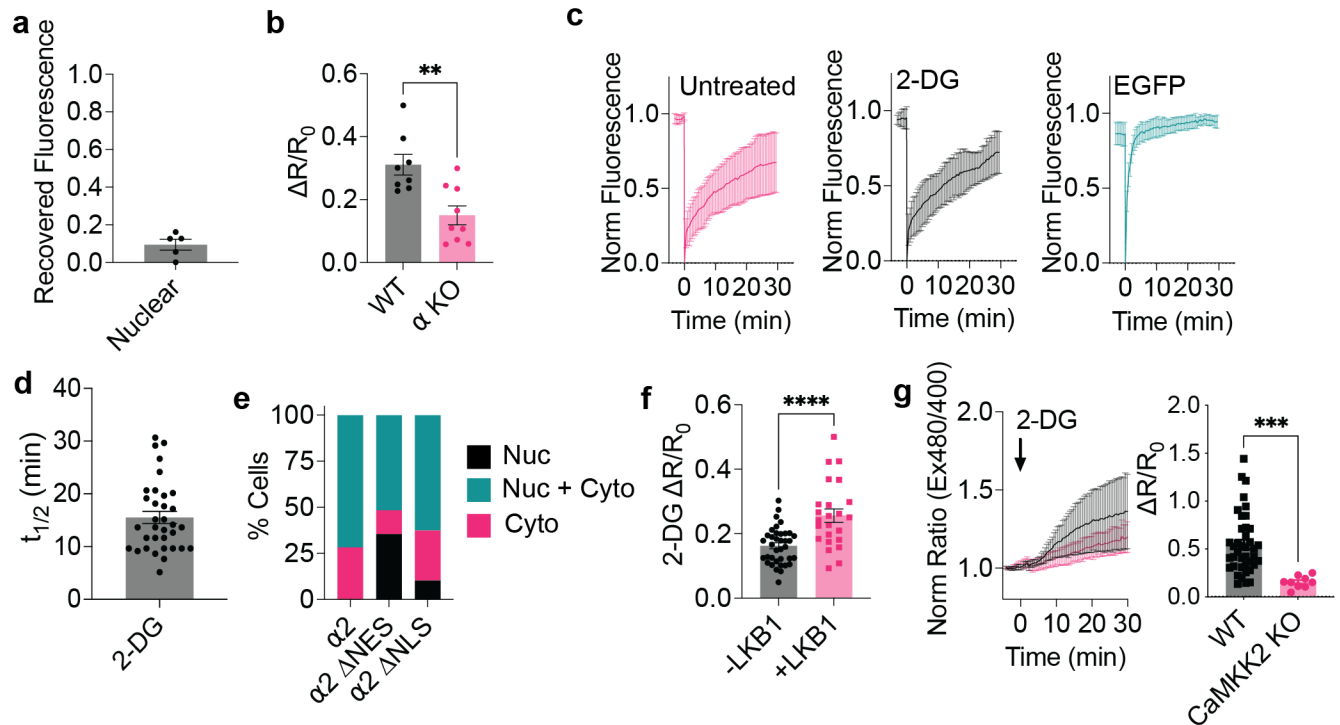 a
Recovered Fluorescence
1.0
0.8
0.6
0.4
0.2
0.0
Nuclear
b
ΔR/R0
0.6
0.4
0.2
0.0
**
WT
α KO
c
Norm Fluorescence
1.0
0.5
0.0
Untreated
0 10 20 30
Time (min)
Norm Fluorescence
1.0
0.5
0.0
2-DG
0 10 20 30
Time (min)
Norm Fluorescence
1.0
0.5
0.0
EGFP
0 10 20 30
Time (min)
d
t1/2 (min)
40
30
20
10
0
2-DG
e
% Cells
100
75
50
25
0
α2
α2 ΔNES
α2 ΔNLS
Nuc
Nuc + Cyto
Cyto
f
2-DG ΔR/R0
0.6
0.4
0.2
0.0
****
-LKB1
+LKB1
g
Norm Ratio (Ex480/400)
2.0
1.5
1.0
2-DG
0 10 20 30
Time (min)
ΔR/R0
2.0
1.5
1.0
0.5
0.0
***
WT
CaMKK2 KO